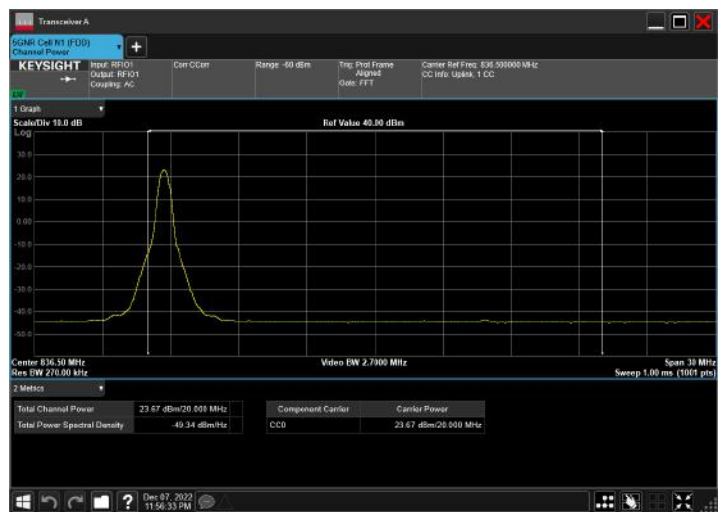 Transceiver A
5GNR Cell N1 (FDD)
Channel Power
+
KEYSIGHT Input: RFIO1 Corr CCorr Range: -60 dBm Trig: Prot Frame Carrier Ref Freq: 836.500000 MHz
Output: RFIO1 Aligned CC Info: Uplink, 1 CC
Coupling: AC Gate: FFT
1 Graph
Scale/Div 10.0 dB Ref Value 40.00 dBm
Log
30.0
20.0
10.0
0.00
-10.0
-20.0
-30.0
-40.0
-50.0
Center 836.50 MHz Video BW 2.7000 MHz Span 30 MHz
Res BW 270.00 kHz Sweep 1.00 ms (1001 pts)
2 Metrics
Total Channel Power 23.67 dBm/20.000 MHz Component Carrier Carrier Power
Total Power Spectral Density -49.34 dBm/Hz CC0 23.67 dBm/20.000 MHz
? Dec 07, 2022
11:56:33 PM